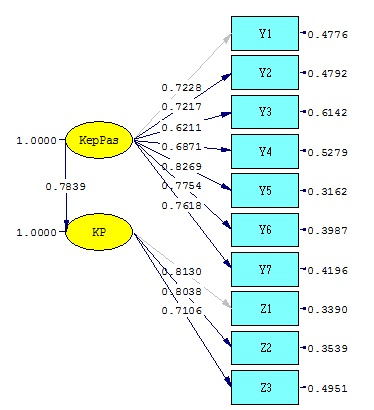 Y1
0.4776
Y2
0.4792
0.7228
0.7217
Y3
0.6142
0.6211
1.0000
KepPas
0.6871
Y4
0.5279
0.8269
0.7754
Y5
0.3162
0.7839
0.7618
Y6
0.3987
1.0000
KP
Y7
0.4196
0.8130
0.8038
Z1
0.3390
0.7106
Z2
0.3539
Z3
0.4951